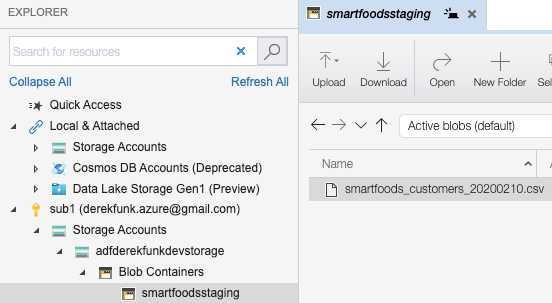 EXPLORER
Search for resources
Collapse All
Refresh All
Quick Access
Local & Attached
Storage Accounts
Cosmos DB Accounts (Deprecated)
Data Lake Storage Gen1 (Preview)
sub1 (derekfunk.azure@gmail.com)
Storage Accounts
adfderekfunkdevstorage
Blob Containers
smartfoodsstaging
smartfoodsstaging
Upload
Download
Open
New Folder
Active blobs (default)
Name
smartfoods_customers_20200210.csv